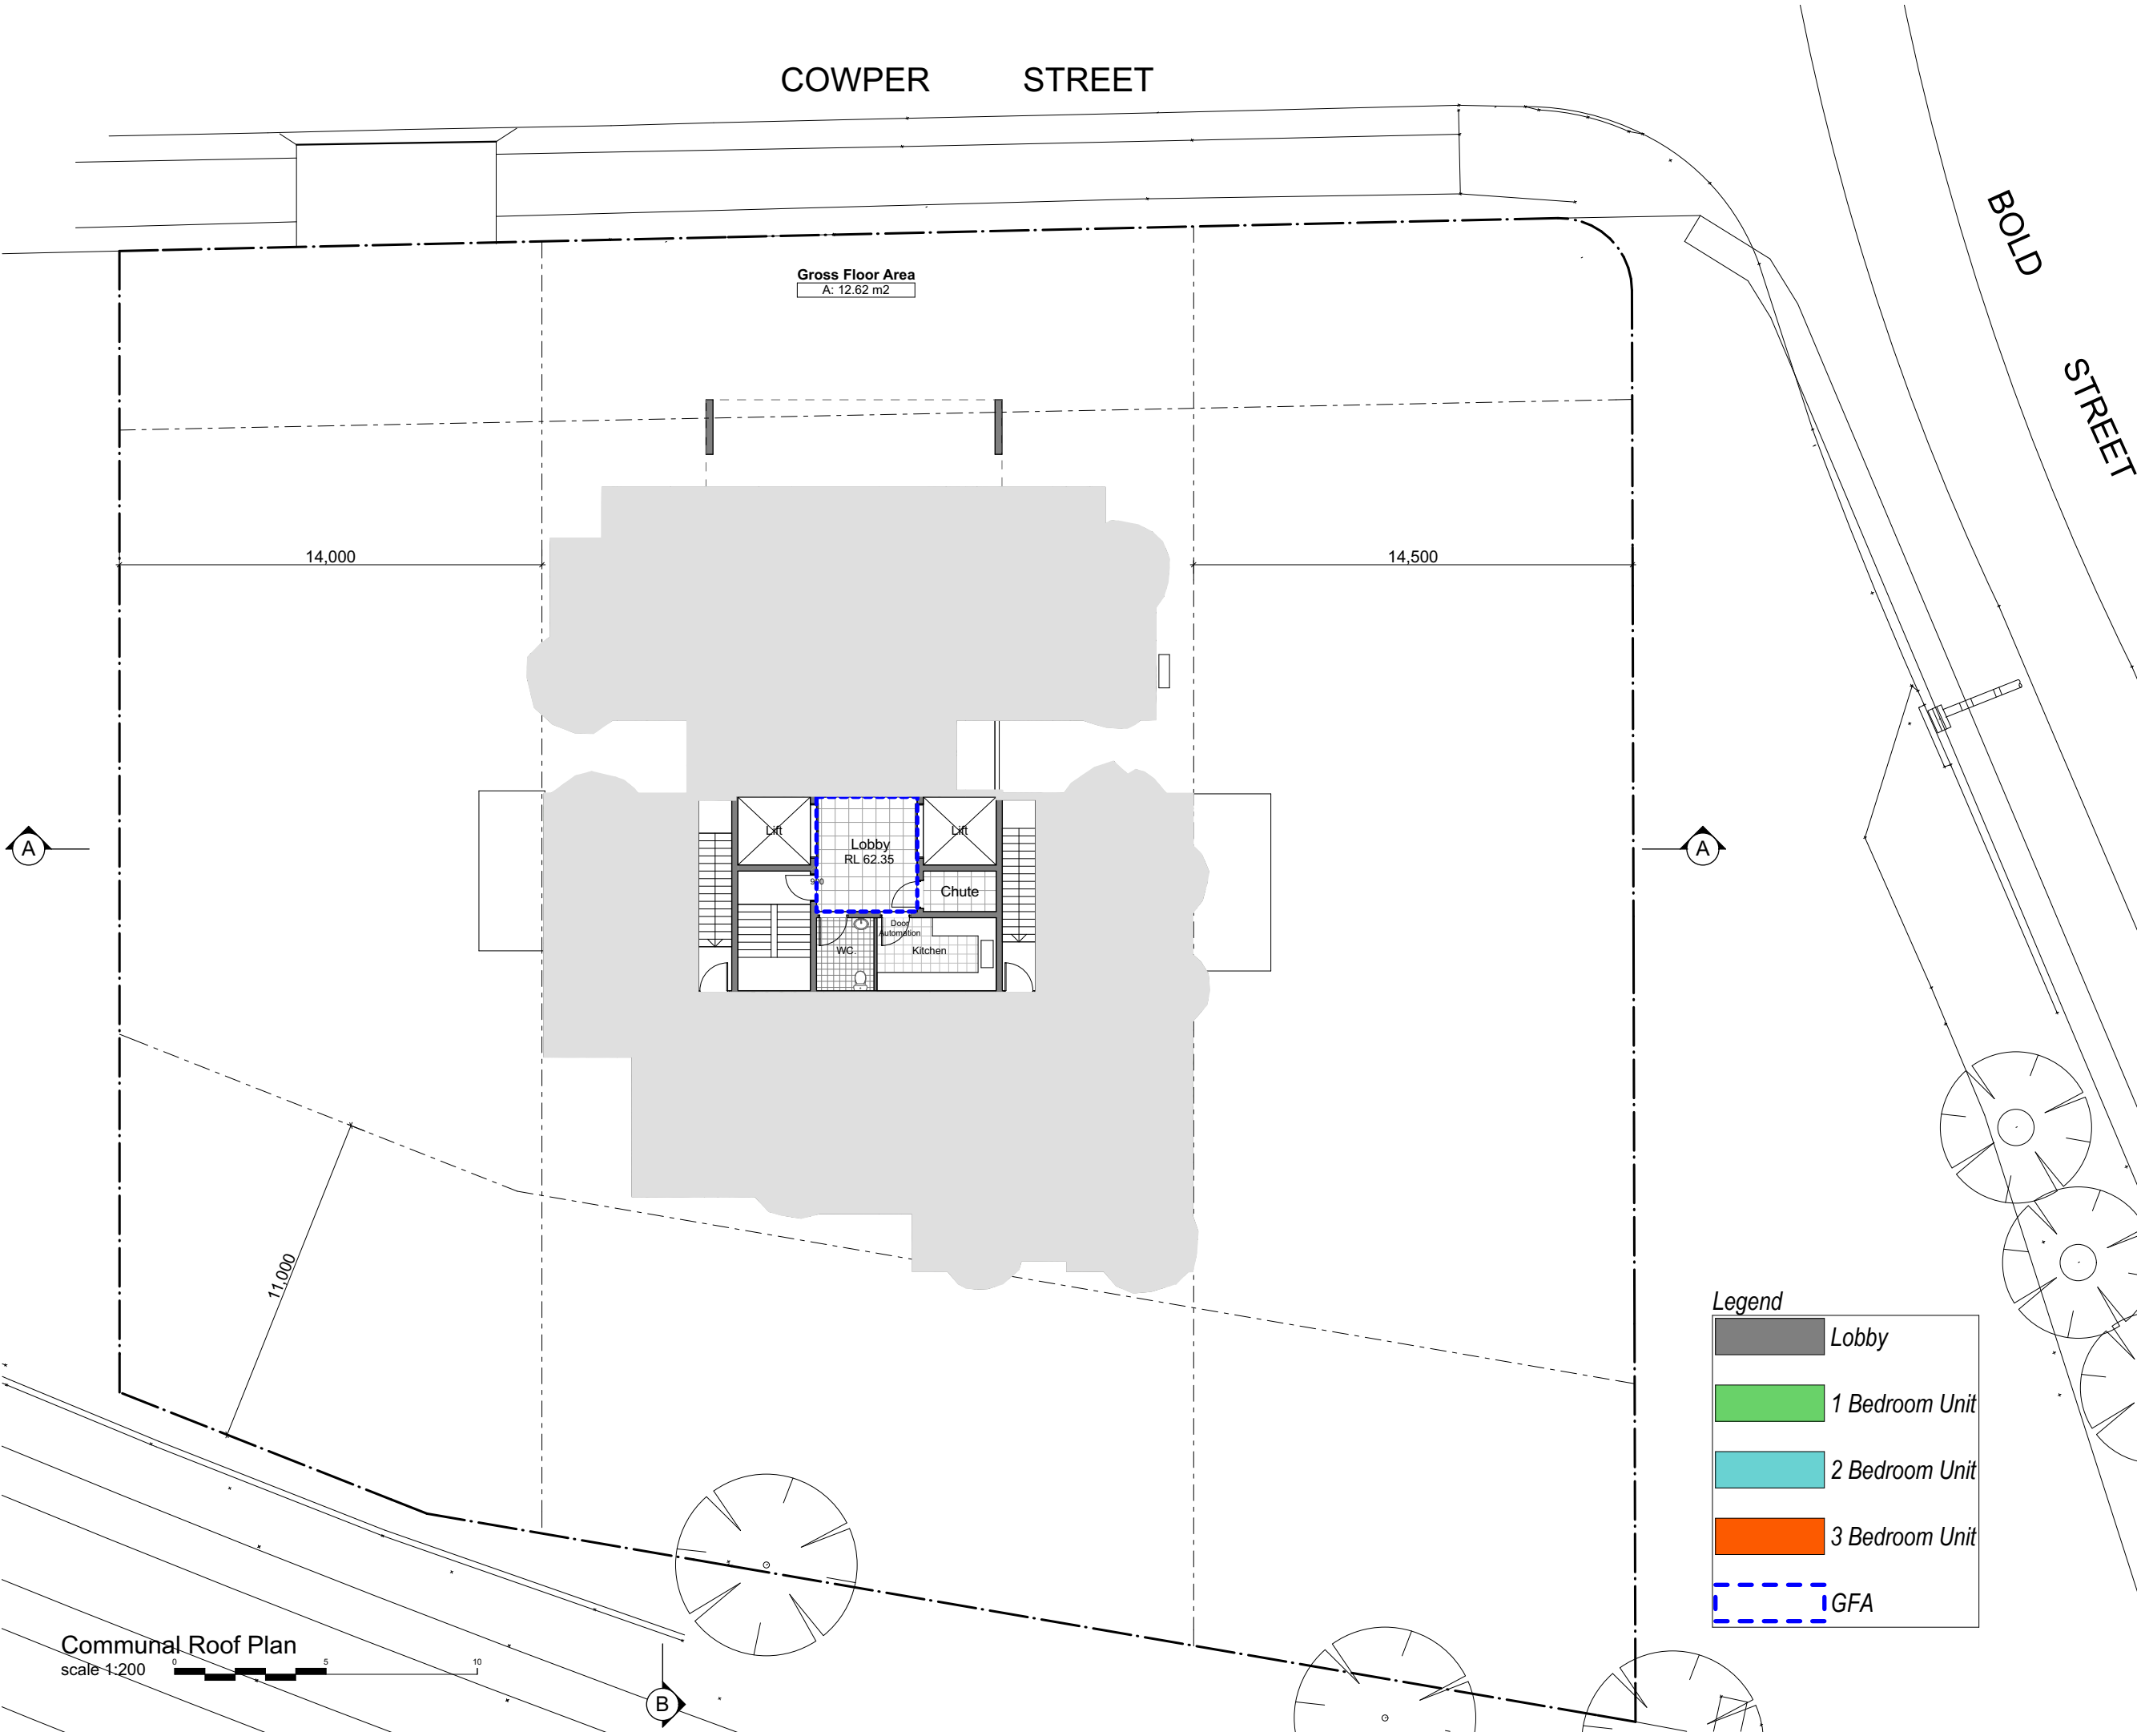 COWPER STREET
BOLD STREET
Gross Floor Area
A: 12.62 m2
14,000
14,500
Lift
Lobby
RL 62.35
Lift
A
A
Chute
Door
Automation
WC.
Kitchen
11,000
Legend
Lobby
1 Bedroom Unit
2 Bedroom Unit
3 Bedroom Unit
GFA
Communal Roof Plan
scale 1:200
0 5 10
B